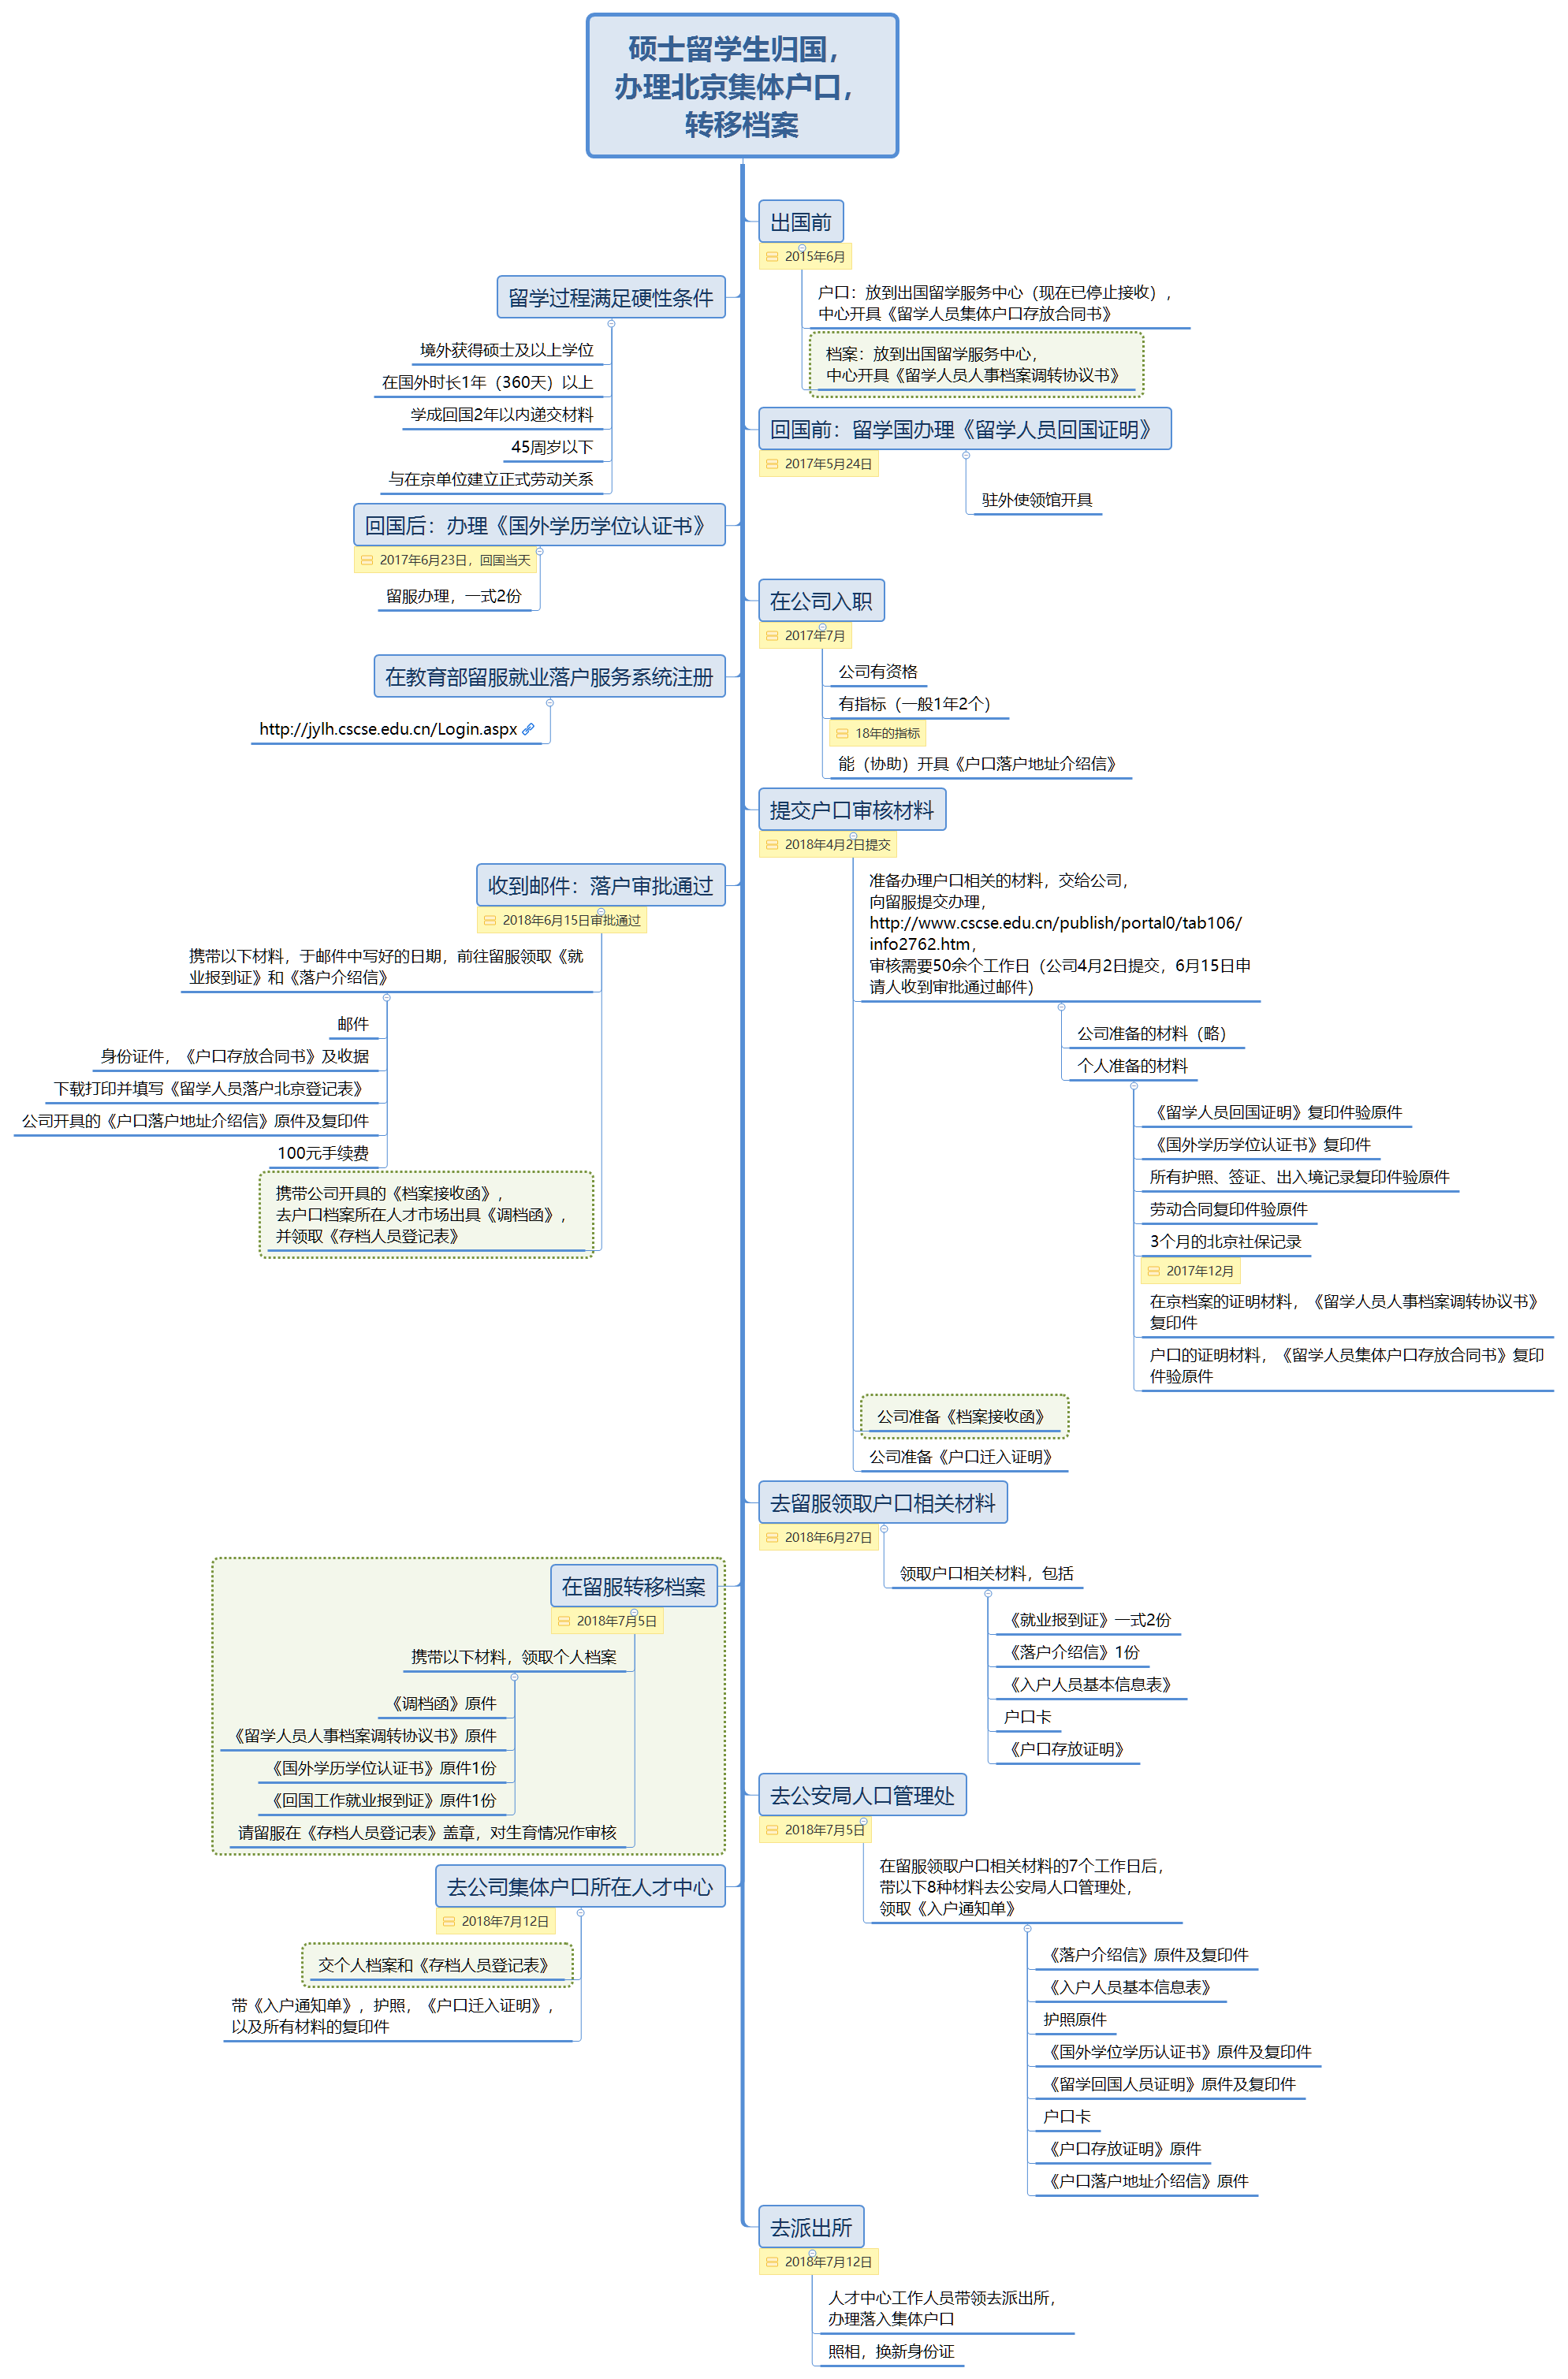 硕士留学生归国，
办理北京集体户口，
转移档案
出国前
2015年6月
户口：放到出国留学服务中心（现在已停止接收），
中心开具《留学人员集体户口存放合同书》
档案：放到出国留学服务中心，
中心开具《留学人员人事档案调转协议书》
留学过程满足硬性条件
境外获得硕士及以上学位
在国外时长1年（360天）以上
学成回国2年以内递交材料
45周岁以下
与在京单位建立正式劳动关系
回国前：留学国办理《留学人员回国证明》
2017年5月24日
驻外使领馆开具
回国后：办理《国外学历学位认证书》
2017年6月23日，回国当天
留服办理，一式2份
在公司入职
2017年7月
公司有资格
有指标（一般1年2个）
18年的指标
能（协助）开具《户口落户地址介绍信》
在教育部留服就业落户服务系统注册
http://jylh.cscse.edu.cn/Login.aspx
提交户口审核材料
2018年4月2日提交
准备办理户口相关的材料，交给公司，
向留服提交办理，
http://www.cscse.edu.cn/publish/portal0/tab106/
info2762.htm，
审核需要50余个工作日（公司4月2日提交，6月15日申
请人收到审批通过邮件）
公司准备的材料（略）
个人准备的材料
《留学人员回国证明》复印件验原件
《国外学历学位认证书》复印件
所有护照、签证、出入境记录复印件验原件
劳动合同复印件验原件
3个月的北京社保记录
2017年12月
在京档案的证明材料，《留学人员人事档案调转协议书》
复印件
户口的证明材料，《留学人员集体户口存放合同书》复印
件验原件
公司准备《档案接收函》
公司准备《户口迁入证明》
收到邮件：落户审批通过
2018年6月15日审批通过
携带以下材料，于邮件中写好的日期，前往留服领取《就
业报到证》和《落户介绍信》
邮件
身份证件，《户口存放合同书》及收据
下载打印并填写《留学人员落户北京登记表》
公司开具的《户口落户地址介绍信》原件及复印件
100元手续费
携带公司开具的《档案接收函》，
去户口档案所在人才市场出具《调档函》，
并领取《存档人员登记表》
去留服领取户口相关材料
2018年6月27日
领取户口相关材料，包括
《就业报到证》一式2份
《落户介绍信》1份
《入户人员基本信息表》
户口卡
《户口存放证明》
在留服转移档案
2018年7月5日
携带以下材料，领取个人档案
《调档函》原件
《留学人员人事档案调转协议书》原件
《国外学历学位认证书》原件1份
《回国工作就业报到证》原件1份
请留服在《存档人员登记表》盖章，对生育情况作审核
去公安局人口管理处
2018年7月5日
在留服领取户口相关材料的7个工作日后，
带以下8种材料去公安局人口管理处，
领取《入户通知单》
《落户介绍信》原件及复印件
《入户人员基本信息表》
护照原件
《国外学位学历认证书》原件及复印件
《留学回国人员证明》原件及复印件
户口卡
《户口存放证明》原件
《户口落户地址介绍信》原件
去公司集体户口所在人才中心
2018年7月12日
交个人档案和《存档人员登记表》
带《入户通知单》，护照，《户口迁入证明》，
以及所有材料的复印件
去派出所
2018年7月12日
人才中心工作人员带领去派出所，
办理落入集体户口
照相，换新身份证